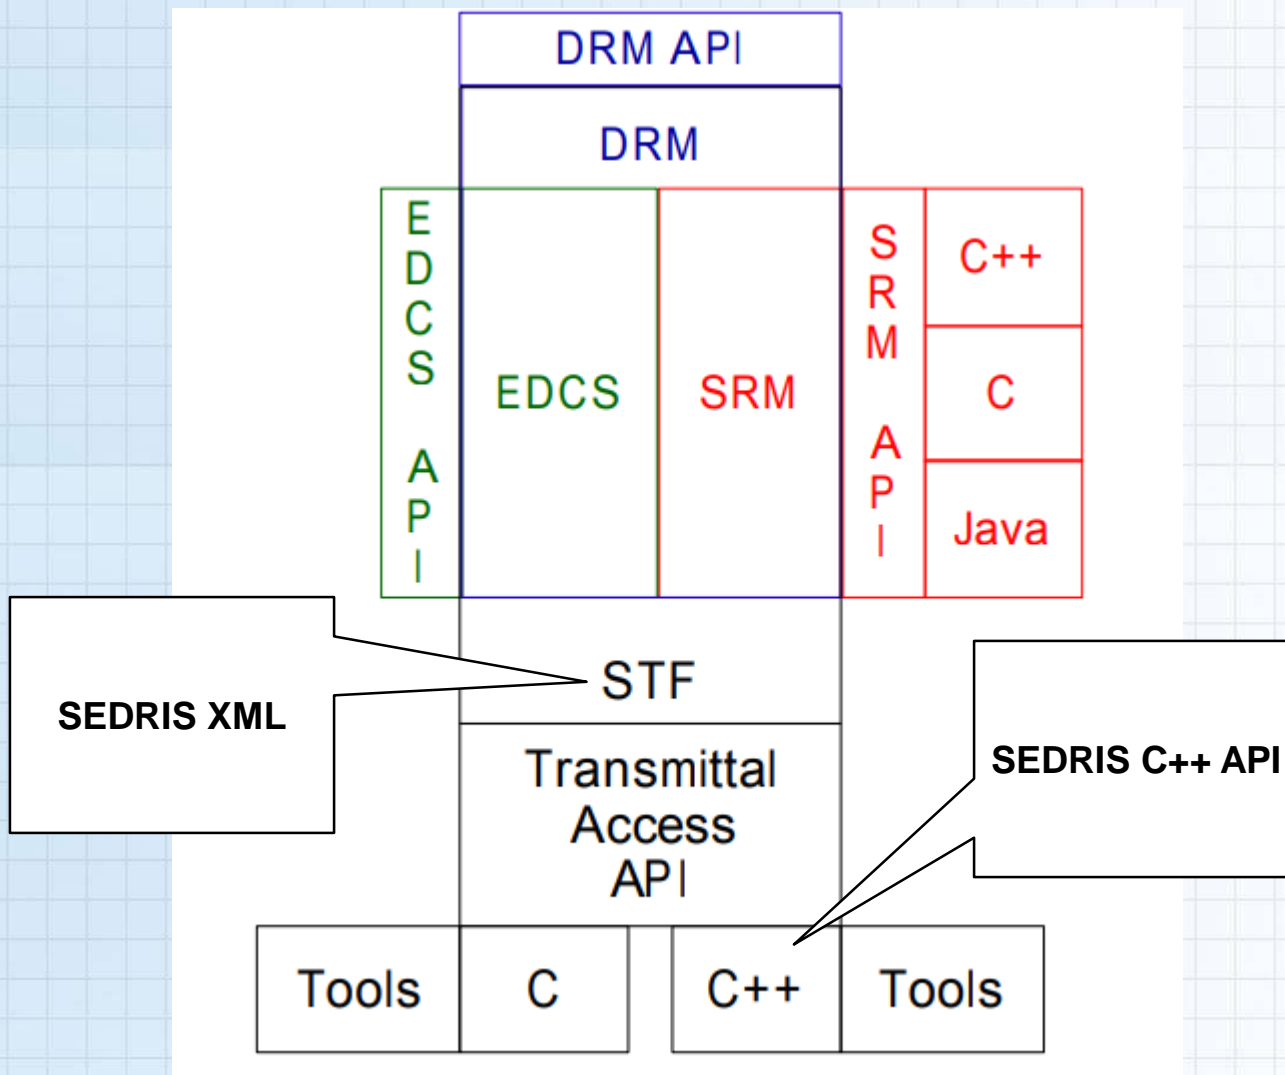 DRM API
DRM
E
D
C
S
A
P
I
EDCS
SRM
S
R
M
A
P
I
C++
C
Java
SEDRIS XML
STF
SEDRIS C++ API
Transmittal
Access
API
Tools
C
C++
Tools